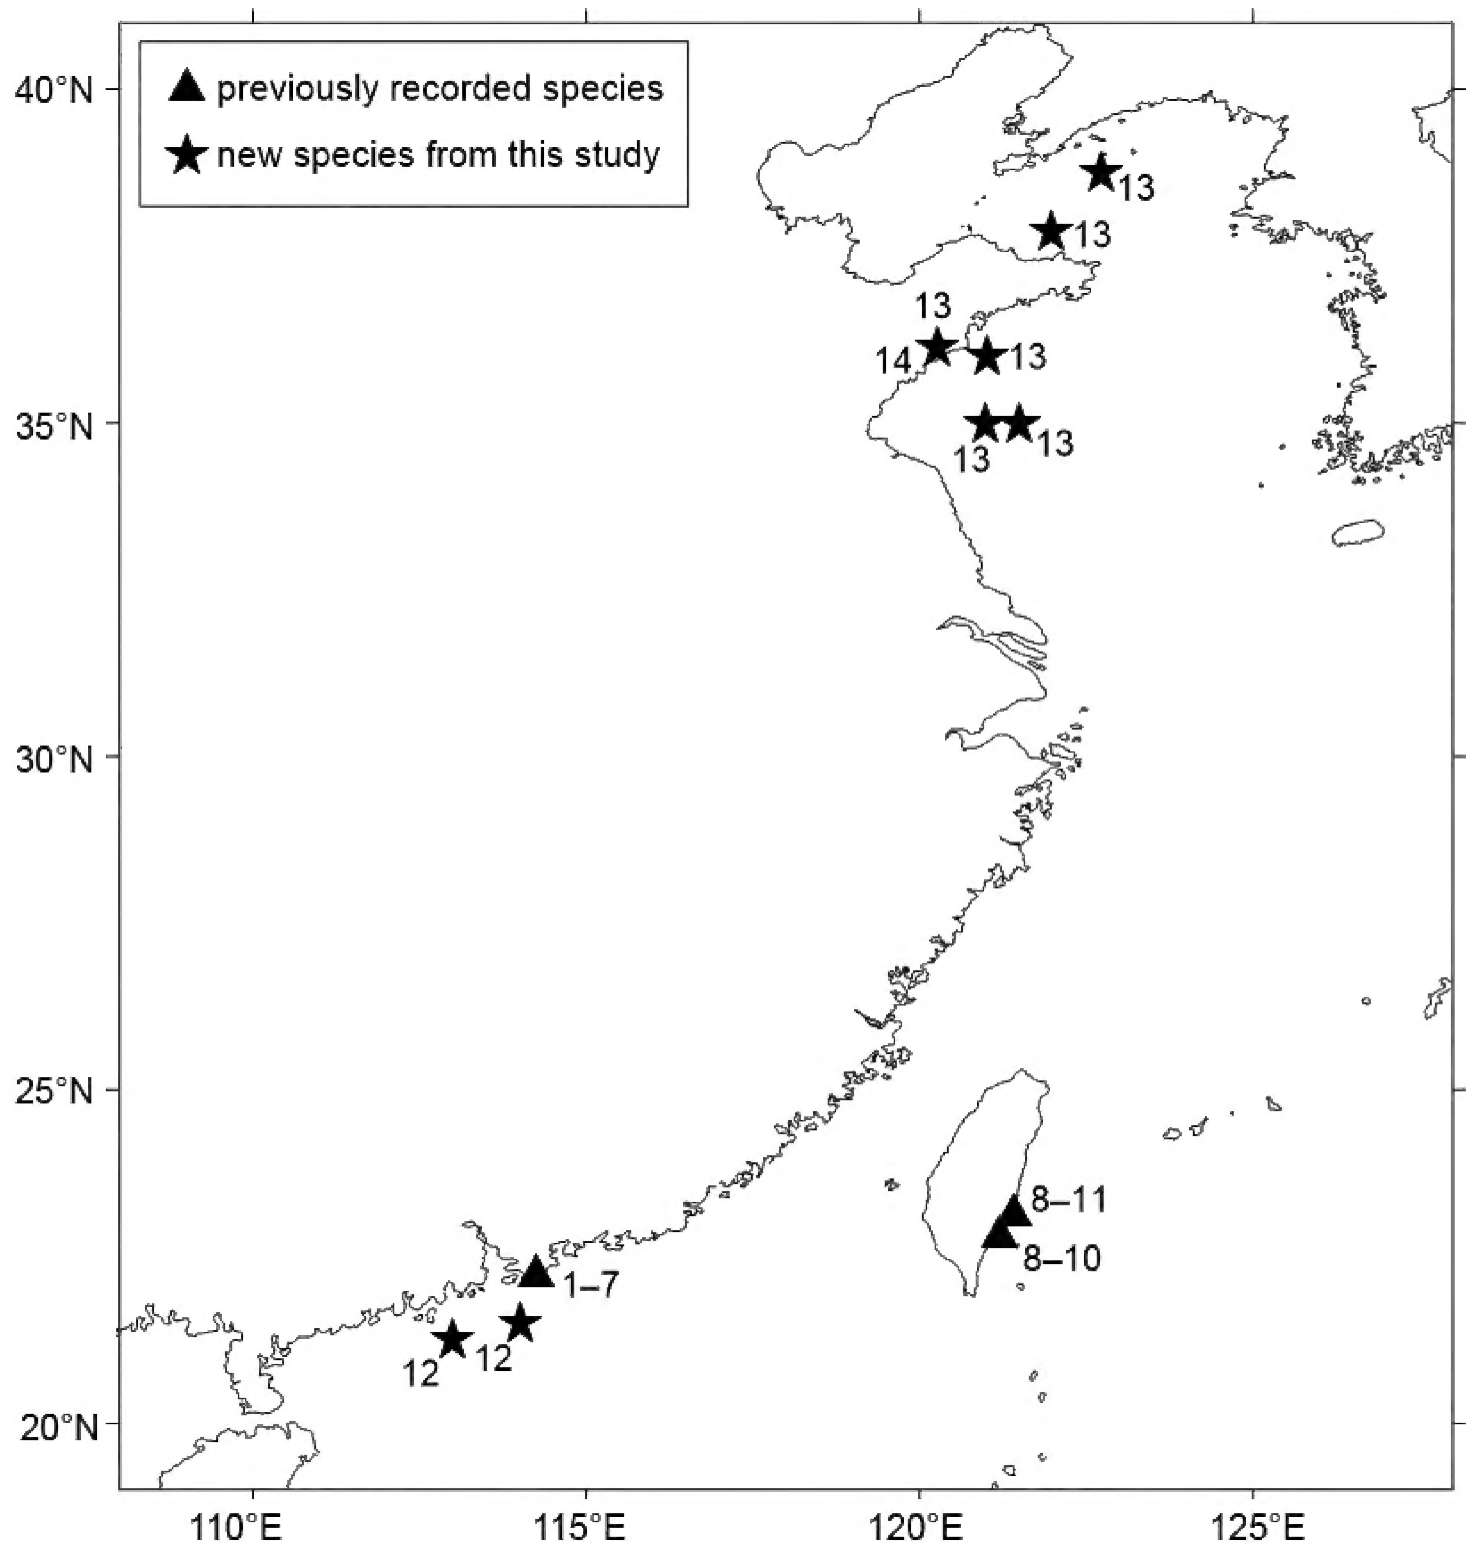 previously recorded species
new species from this study
40°N
35°N
30°N
25°N
20°N
110°E
115°E
120°E
125°E
13
13
13
14
13
13
13
8–11
8–10
1–7
12
12